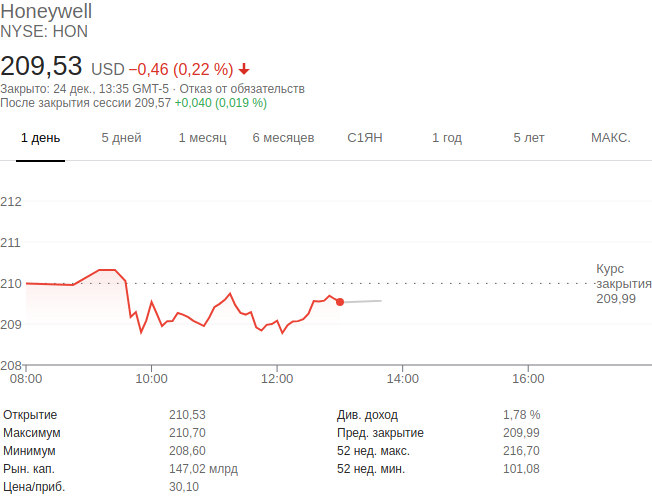 Honeywell
NYSE: HON
209,53 USD −0,46 (0,22 %)
Закрыто: 24 дек., 13:35 GMT-5 · Отказ от обязательств
После закрытия сессии 209,57 +0,040 (0,019 %)
1 день 5 дней 1 месяц 6 месяцев С1ЯН 1 год 5 лет МАКС.
212
211
210
209
208
Курс
закрытия
209,99
08:00 10:00 12:00 14:00 16:00
Открытие 210,53 Див. доход 1,78 %
Максимум 210,70 Пред. закрытие 209,99
Минимум 208,60 52 нед. макс. 216,70
Рын. кап. 147,02 млрд 52 нед. мин. 101,08
Цена/приб. 30,10